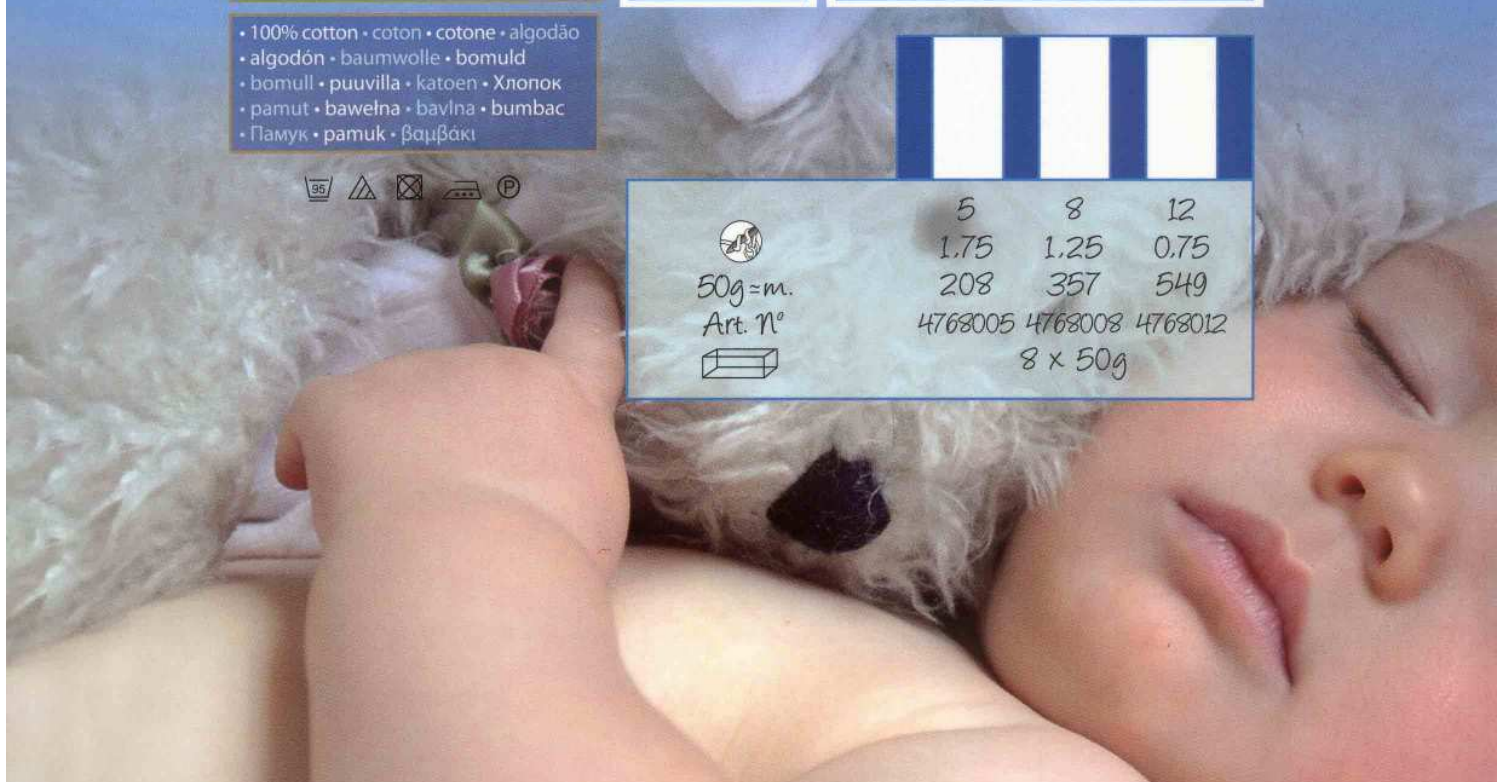 • 100% cotton • coton • cotone • algodão
• algodón • baumwolle • bomuld
• bomull • puuvilla • katoen • Хлопок
• pamut • bawełna • bavlna • bumbac
• Памук • pamuk • βαμβάκι
95 P
5 8 12
1.75 1.25 0.75
50g=m. 208 357 549
Art. N° 4768005 4768008 4768012
8 x 50g